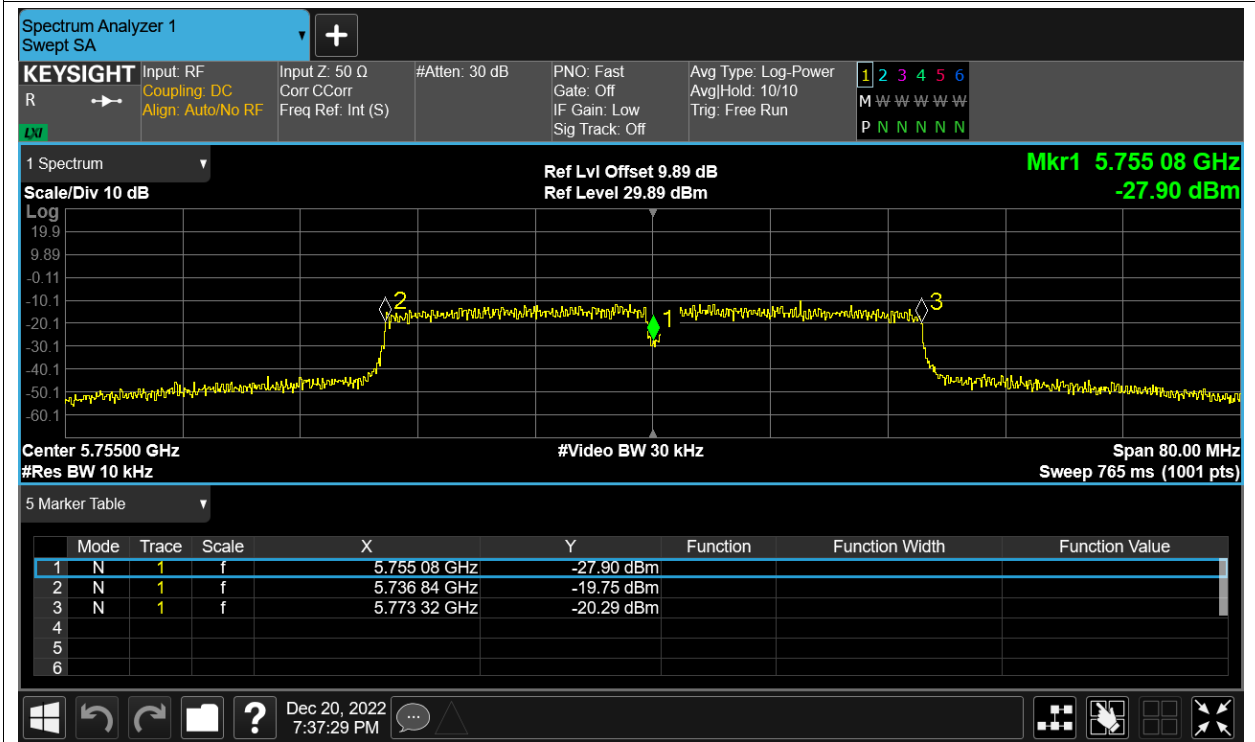 Spectrum Analyzer 1
Swept SA
+
KEYSIGHT Input: RF Input Z: 50 Ω #Atten: 30 dB PNO: Fast Avg Type: Log-Power 1 2 3 4 5 6
R Coupling: DC Corr CCorr Gate: Off Avg|Hold: 10/10 M W W W W W
Align: Auto/No RF Freq Ref: Int (S) IF Gain: Low Trig: Free Run
LXI Sig Track: Off P N N N N N
1 Spectrum Ref Lvl Offset 9.89 dB Mkr1 5.755 08 GHz
Scale/Div 10 dB Ref Level 29.89 dBm -27.90 dBm
Log
19.9
9.89
-0.11
-10.1 2 3
-20.1 1
-30.1
-40.1
-50.1
-60.1
Center 5.75500 GHz #Video BW 30 kHz Span 80.00 MHz
#Res BW 10 kHz Sweep 765 ms (1001 pts)
5 Marker Table
Mode Trace Scale X Y Function Function Width Function Value
1 N 1 f 5.755 08 GHz -27.90 dBm
2 N 1 f 5.736 84 GHz -19.75 dBm
3 N 1 f 5.773 32 GHz -20.29 dBm
4
5
6
? Dec 20, 2022
7:37:29 PM